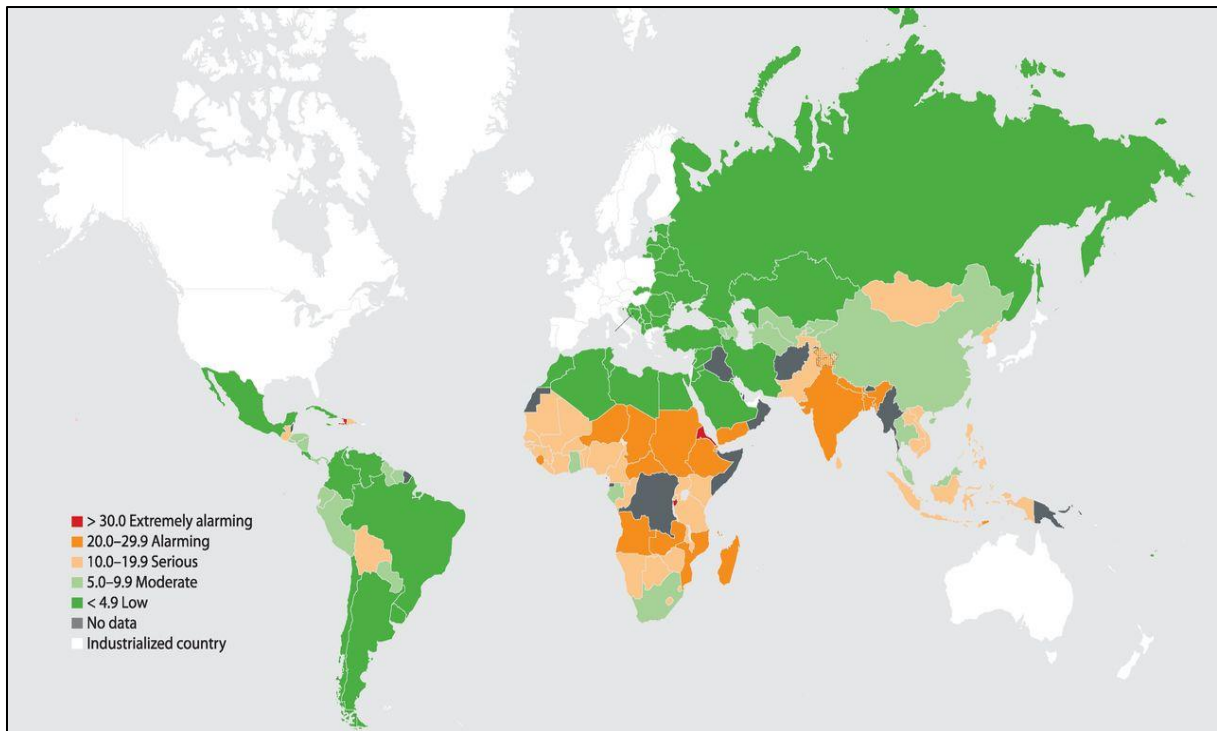 > 30.0 Extremely alarming
20.0–29.9 Alarming
10.0–19.9 Serious
5.0–9.9 Moderate
< 4.9 Low
No data
Industrialized country